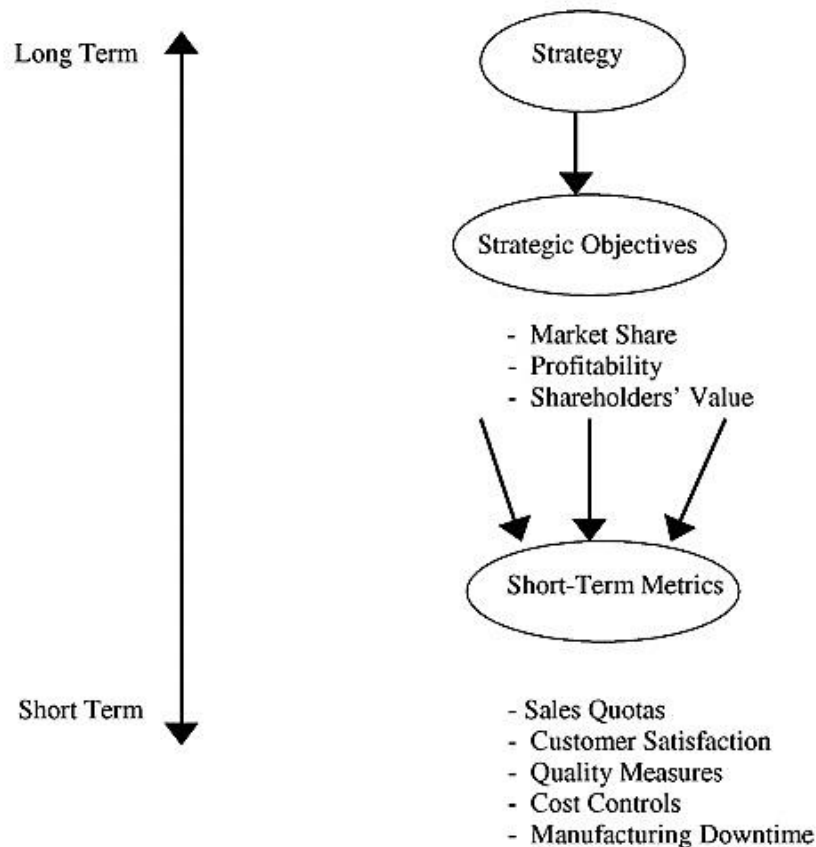 Long Term
Strategy
Strategic Objectives
- Market Share
- Profitability
- Shareholders’ Value
Short-Term Metrics
Short Term
- Sales Quotas
- Customer Satisfaction
- Quality Measures
- Cost Controls
- Manufacturing Downtime